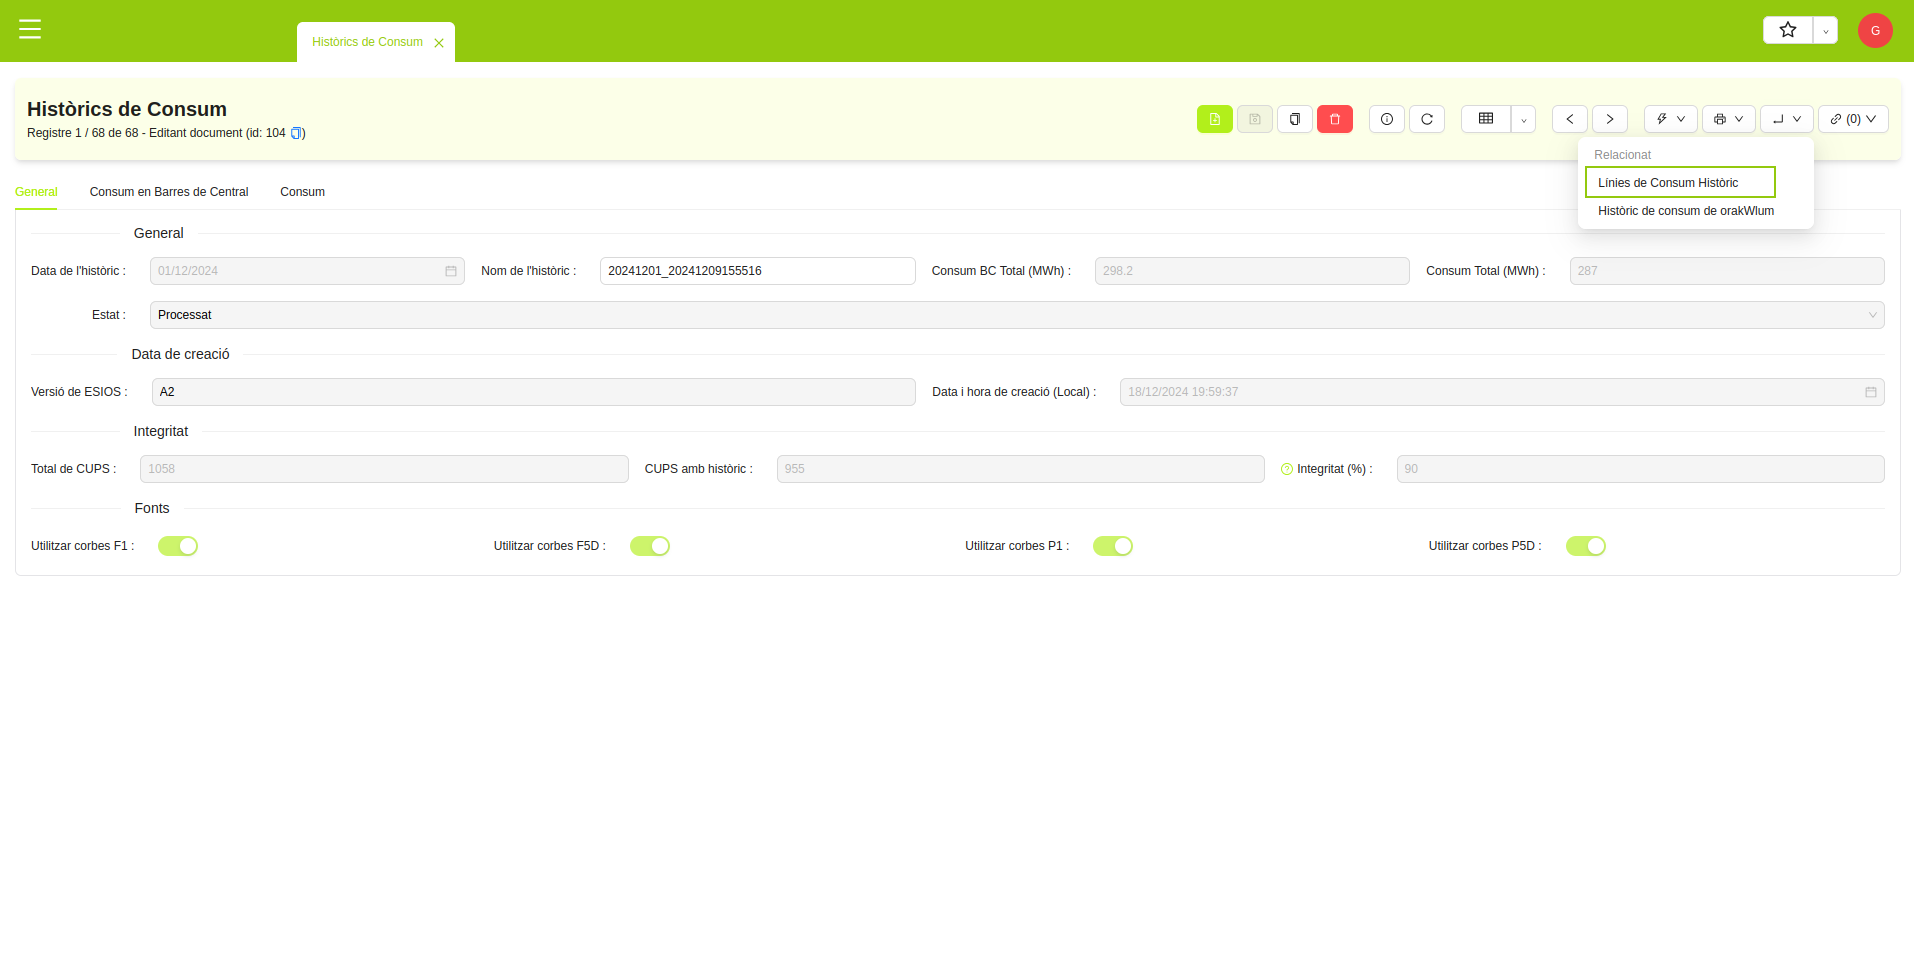 Històrics de Consum
G
Històrics de Consum
Registre 1 / 68 de 68 - Editant document (id: 104 )
(0)
Relacionat
Línies de Consum Històric
Històric de consum de orakWlum
General
Consum en Barres de Central
Consum
General
Data de l'històric :
01/12/2024
Nom de l'històric :
20241201_20241209155516
Consum BC Total (MWh) :
298.2
Consum Total (MWh) :
287
Estat :
Processat
Data de creació
Versió de ESIOS :
A2
Data i hora de creació (Local) :
18/12/2024 19:59:37
Integritat
Total de CUPS :
1058
CUPS amb històric :
955
Integritat (%) :
90
Fonts
Utilitzar corbes F1 :
Utilitzar corbes F5D :
Utilitzar corbes P1 :
Utilitzar corbes P5D :